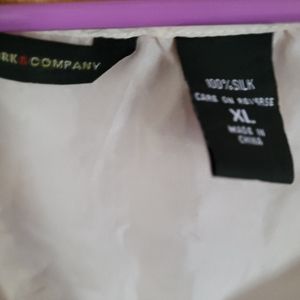 RK&COMPANY
100% SILK
CARE ON REVERSE
XL
MADE IN
CHINA